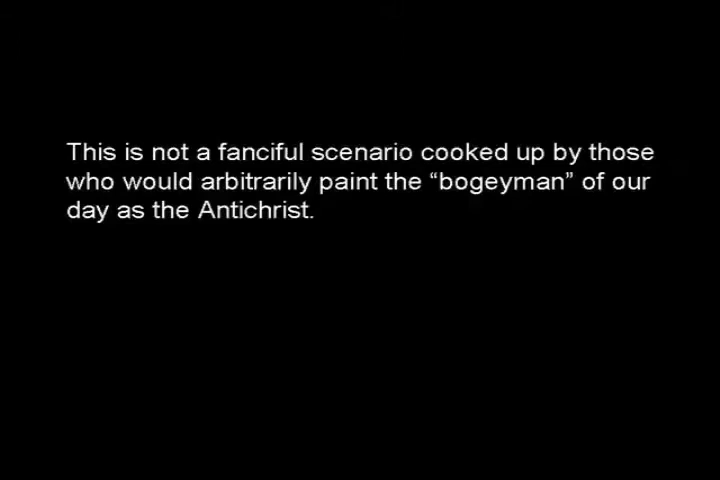 This is not a fanciful scenario cooked up by those
who would arbitrarily paint the “bogeyman” of our
day as the Antichrist.